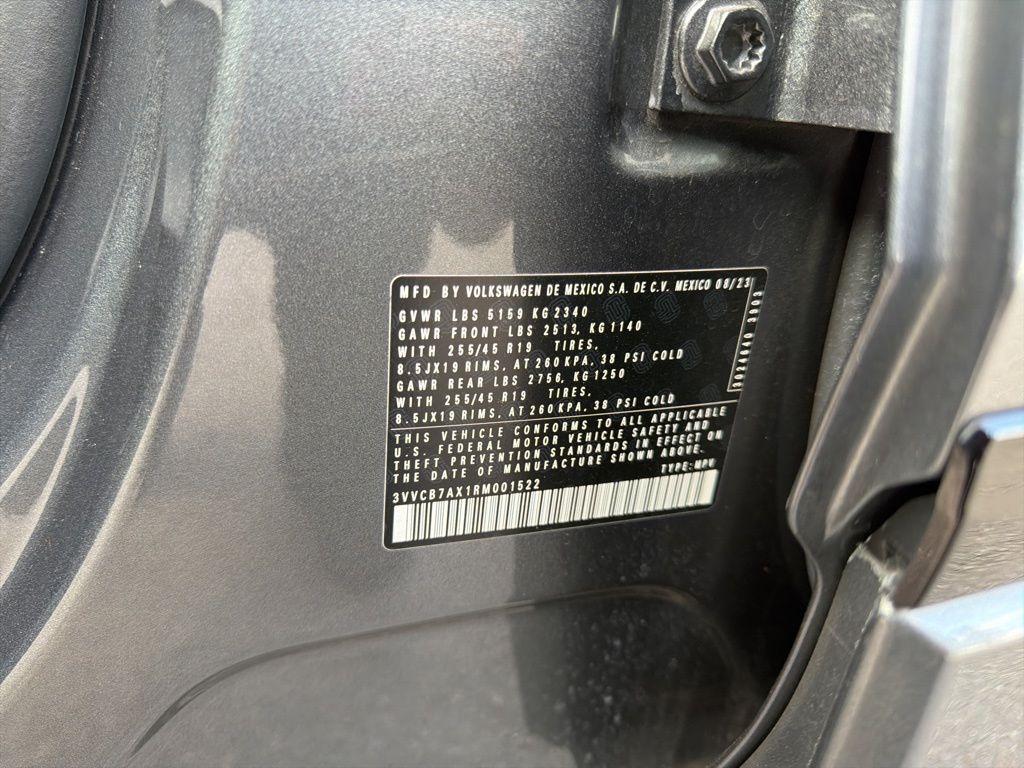 MFD BY VOLKSWAGEN DE MEXICO S.A. DE C.V. MEXICO 08/23
GVWR LBS 5159 KG 2340
GAWR FRONT LBS 2513, KG 1140
WITH 255/45 R19 TIRES,
8.5JX19 RIMS, AT 260 KPA, 38 PSI COLD
GAWR REAR LBS 2756, KG 1250
WITH 255/45 R19 TIRES,
8.5JX19 RIMS, AT 260 KPA, 38 PSI COLD
THIS VEHICLE CONFORMS TO ALL APPLICABLE
U.S. FEDERAL MOTOR VEHICLE SAFETY AND
THEFT PREVENTION STANDARDS IN EFFECT ON
THE DATE OF MANUFACTURE SHOWN ABOVE.
TYPE: MPV
3VVCB7AX1RM001522